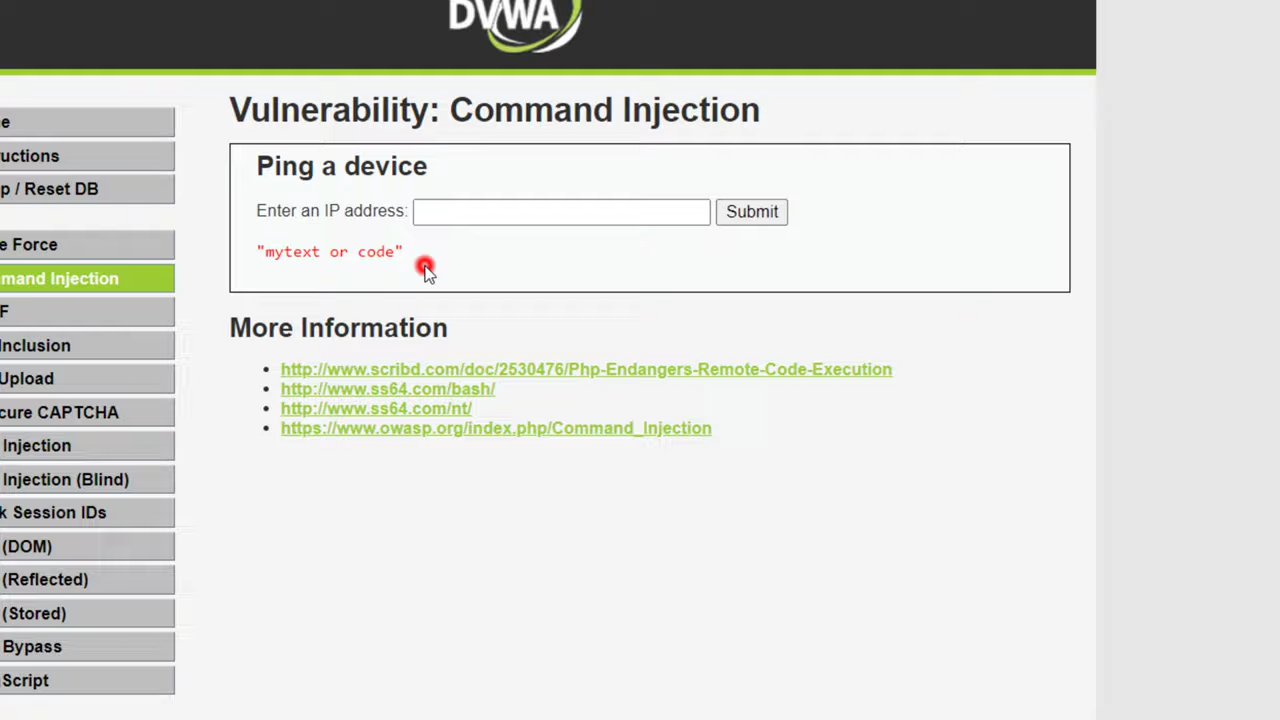 DVWA
Vulnerability: Command Injection
Ping a device
Enter an IP address:
Submit
"mytext or code"
More Information
http://www.scribd.com/doc/2530476/Php-Endangers-Remote-Code-Execution
http://www.ss64.com/bash/
http://www.ss64.com/nt/
https://www.owasp.org/index.php/Command_Injection
e
uctions
p / Reset DB
e Force
mand Injection
F
Inclusion
Upload
cure CAPTCHA
Injection
Injection (Blind)
k Session IDs
(DOM)
(Reflected)
(Stored)
Bypass
Script